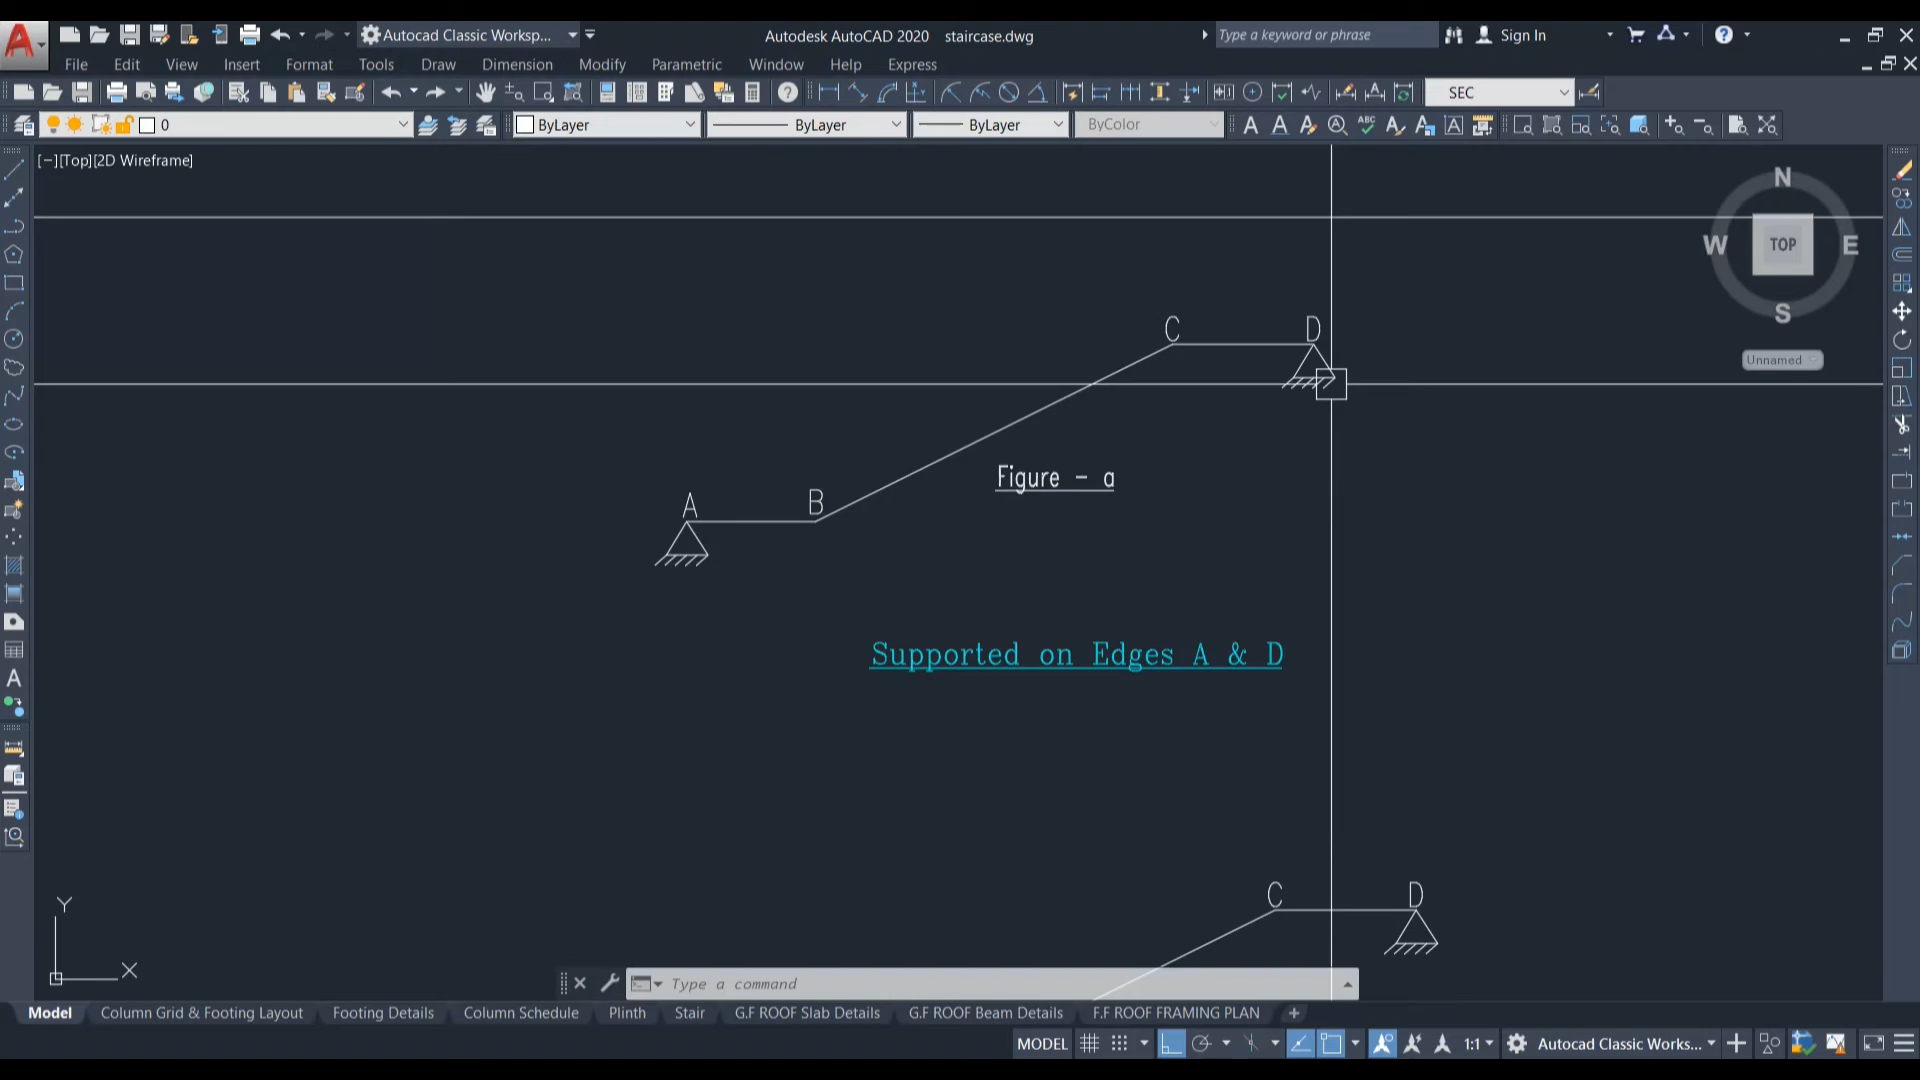 Autocad Classic Worksp...
Autodesk AutoCAD 2020 staircase.dwg
Type a keyword or phrase
Sign In
File Edit View Insert Format Tools Draw Dimension Modify Parametric Window Help Express
SEC
0
ByLayer
ByLayer
ByLayer
ByColor
[−][Top][2D Wireframe]
N
W TOP E
S
Unnamed
C D
A B
Figure - a
Supported on Edges A & D
C D
Y
X
Type a command
Model Column Grid & Footing Layout Footing Details Column Schedule Plinth Stair G.F ROOF Slab Details G.F ROOF Beam Details F.F ROOF FRAMING PLAN +
MODEL 1:1 Autocad Classic Works...